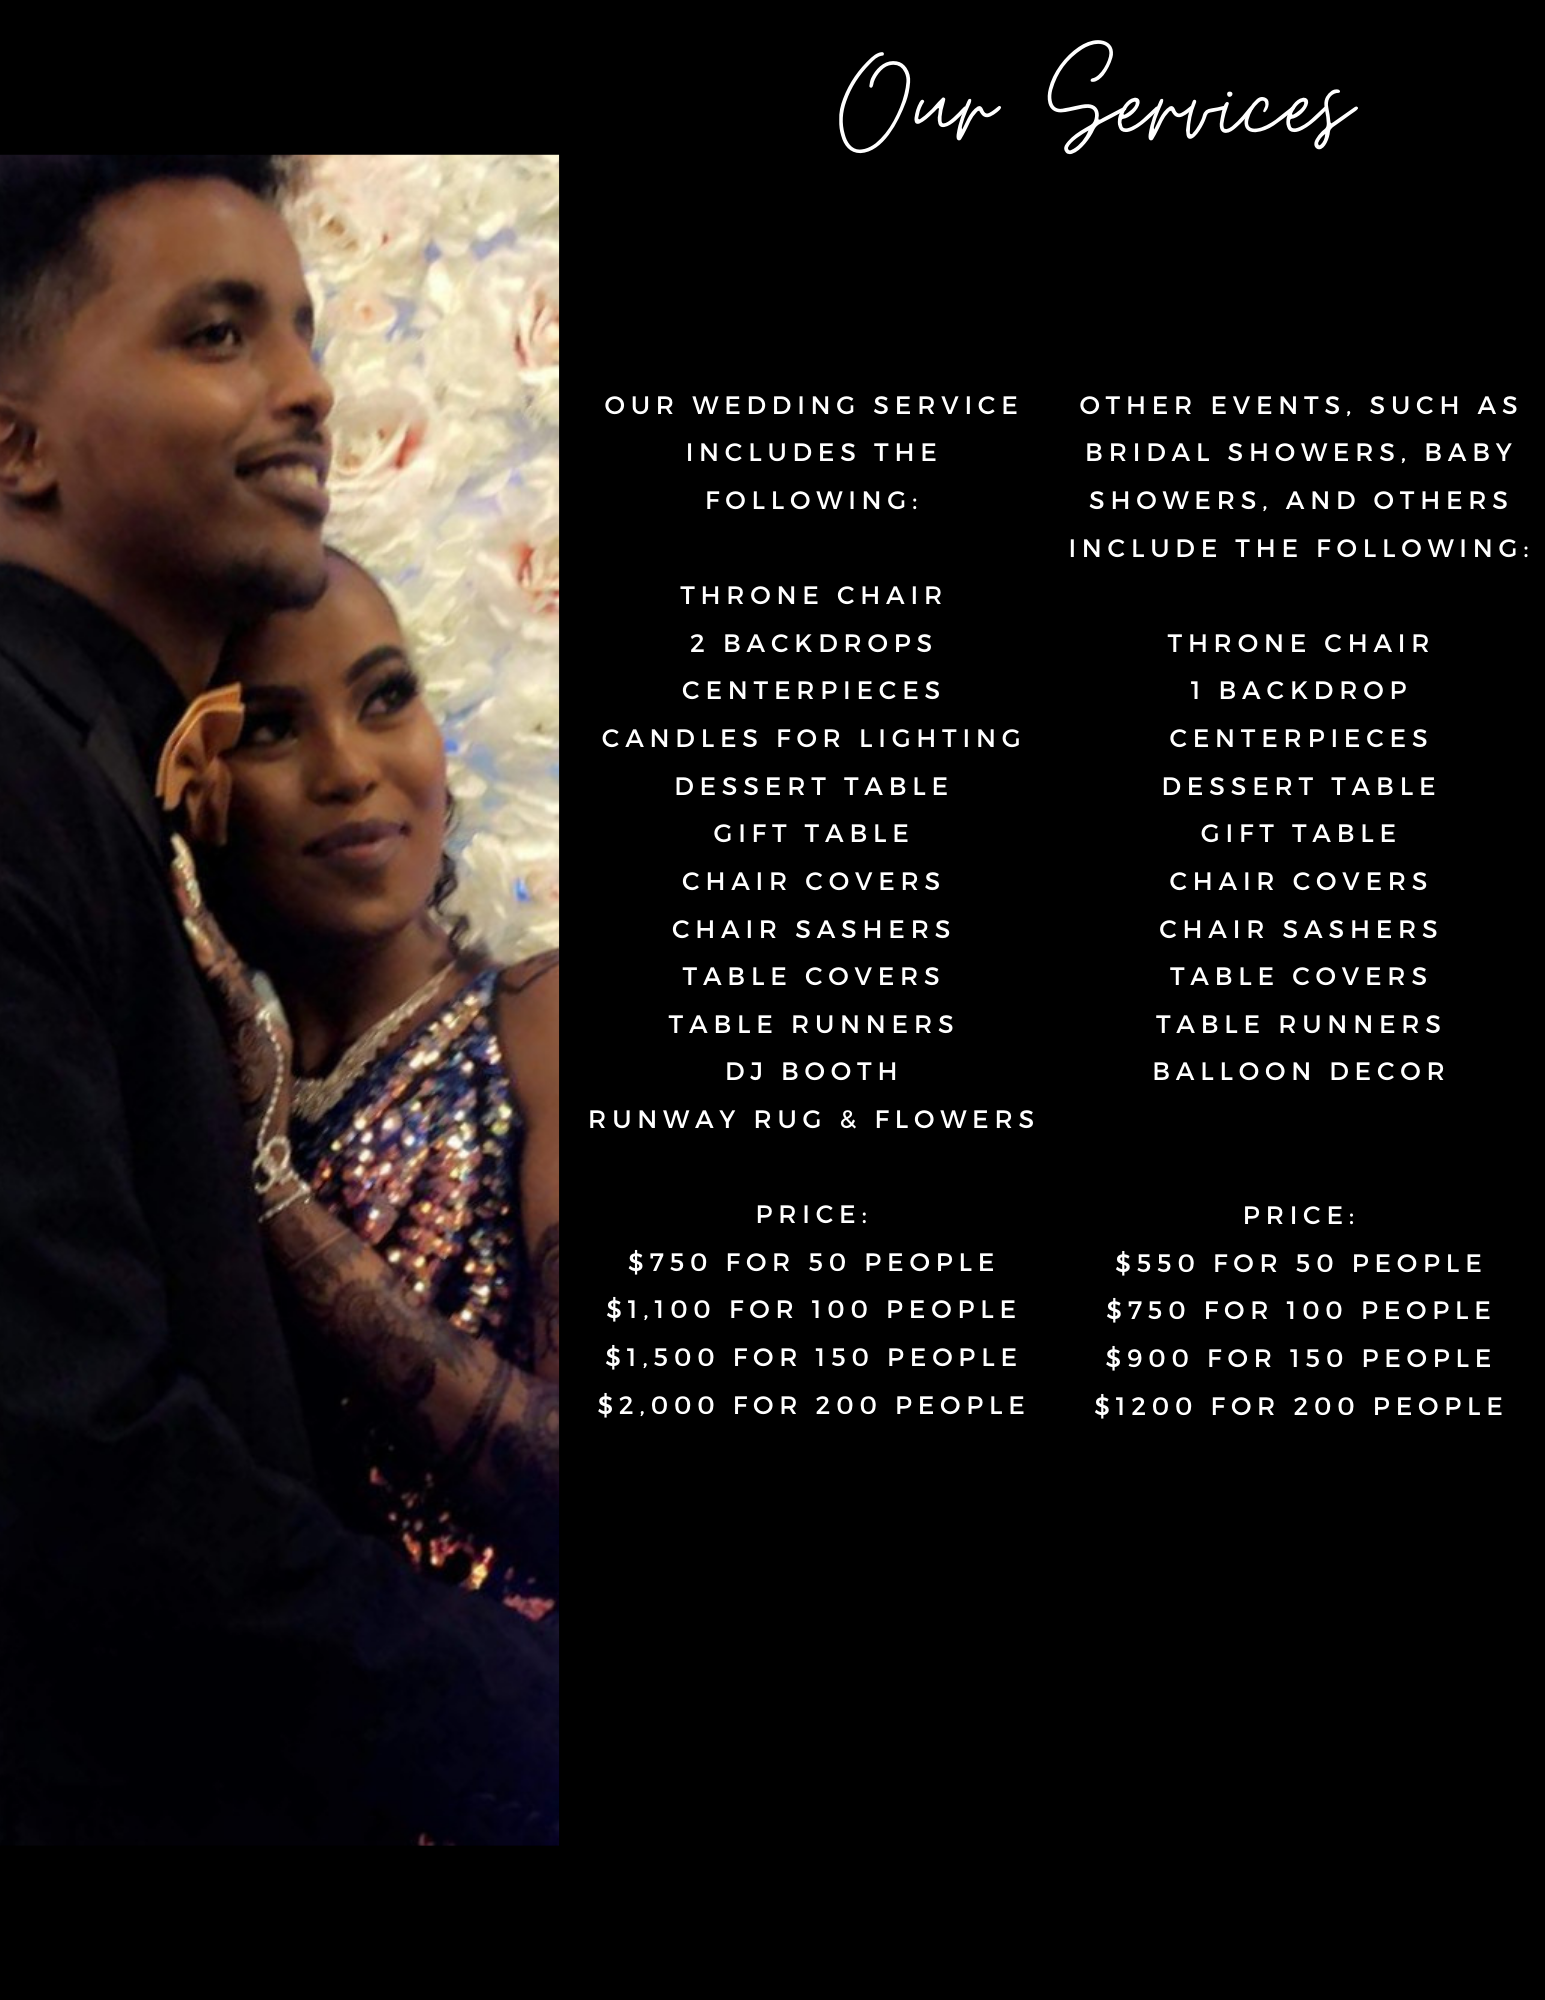 Our Services
OUR WEDDING SERVICE
INCLUDES THE
FOLLOWING:
THRONE CHAIR
2 BACKDROPS
CENTERPIECES
CANDLES FOR LIGHTING
DESSERT TABLE
GIFT TABLE
CHAIR COVERS
CHAIR SASHERS
TABLE COVERS
TABLE RUNNERS
DJ BOOTH
RUNWAY RUG & FLOWERS
PRICE:
$750 FOR 50 PEOPLE
$1,100 FOR 100 PEOPLE
$1,500 FOR 150 PEOPLE
$2,000 FOR 200 PEOPLE
OTHER EVENTS, SUCH AS
BRIDAL SHOWERS, BABY
SHOWERS, AND OTHERS
INCLUDE THE FOLLOWING:
THRONE CHAIR
1 BACKDROP
CENTERPIECES
DESSERT TABLE
GIFT TABLE
CHAIR COVERS
CHAIR SASHERS
TABLE COVERS
TABLE RUNNERS
BALLOON DECOR
PRICE:
$550 FOR 50 PEOPLE
$750 FOR 100 PEOPLE
$900 FOR 150 PEOPLE
$1200 FOR 200 PEOPLE